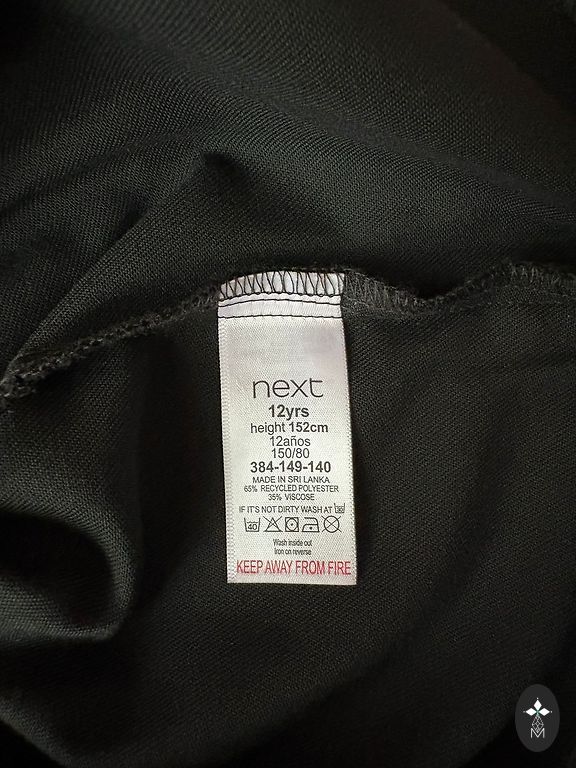 next
12yrs
height 152cm
12años
150/80
384-149-140
MADE IN SRI LANKA
65% RECYCLED POLYESTER
35% VISCOSE
IF IT'S NOT DIRTY WASH AT 30
40
Wash inside out
Iron on reverse
KEEP AWAY FROM FIRE
M